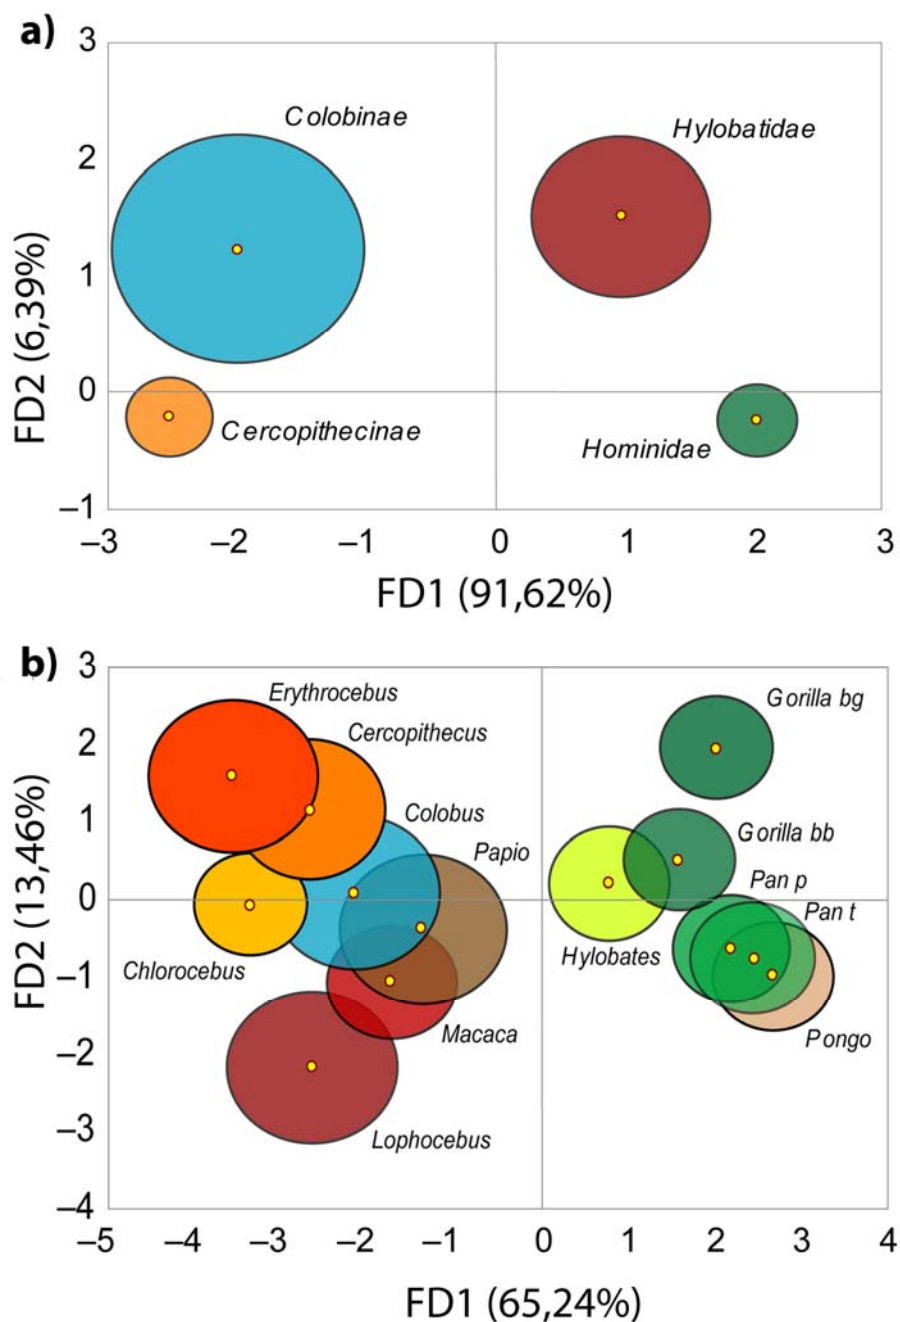 a)
3
2
1
0
–1
FD2 (6,39%)
Colobinae
Hylobatidae
Cercopithecinae
Hominidae
–3 –2 –1 0 1 2 3
FD1 (91,62%)
b)
3
2
1
0
–1
–2
–3
–4
FD2 (13,46%)
Erythrocebus
Gorilla bg
Cercopithecus
Colobus
Gorilla bb
Papio
Pan p
Pan t
Hylobates
Chlorocebus
Macaca
Pongo
Lophocebus
–5 –4 –3 –2 –1 0 1 2 3 4
FD1 (65,24%)